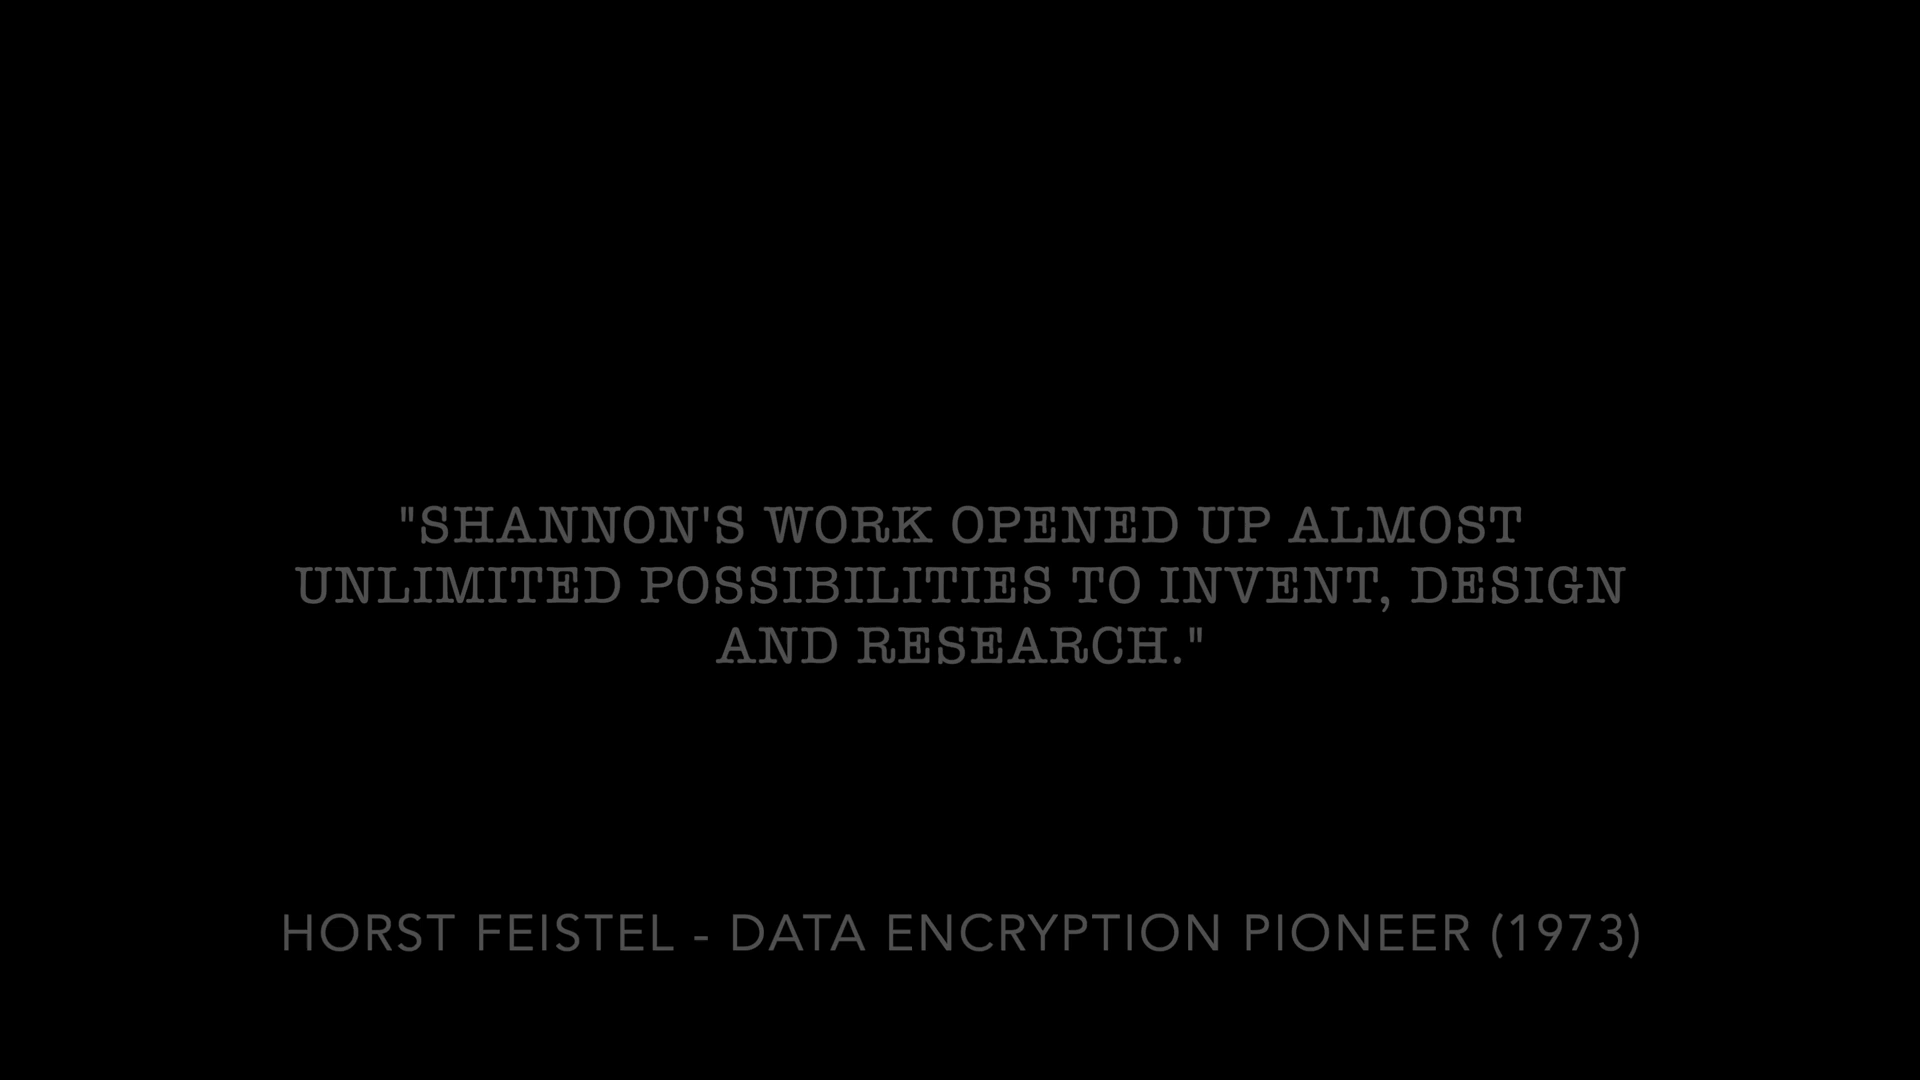 "SHANNON'S WORK OPENED UP ALMOST
UNLIMITED POSSIBILITIES TO INVENT, DESIGN
AND RESEARCH."
HORST FEISTEL - DATA ENCRYPTION PIONEER (1973)